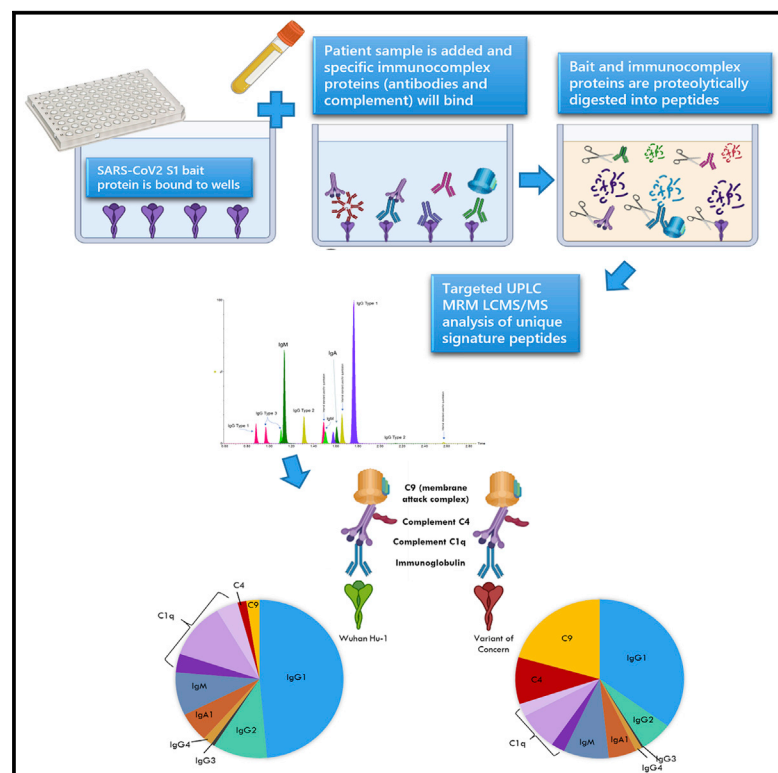 Patient sample is added and
specific immunocomplex
proteins (antibodies and
complement) will bind
Bait and immunocomplex
proteins are proteolytically
digested into peptides
SARS-CoV2 S1 bait
protein is bound to wells
Targeted UPLC
MRM LCMS/MS
analysis of unique
signature peptides
IgG Type 1
IgM
IgA
IgG Type 3
IgG Type 2
IgG Type 1
IgM
IgG Type 2
C9 (membrane
attack complex)
Complement C4
Complement C1q
Immunoglobulin
Wuhan Hu-1
Variant of
Concern
C4
C9
C1q
IgG1
IgM
IgA1
IgG2
IgG4
IgG3
C9
IgG1
C4
C1q
IgG2
IgM
IgA1
IgG3
IgG4